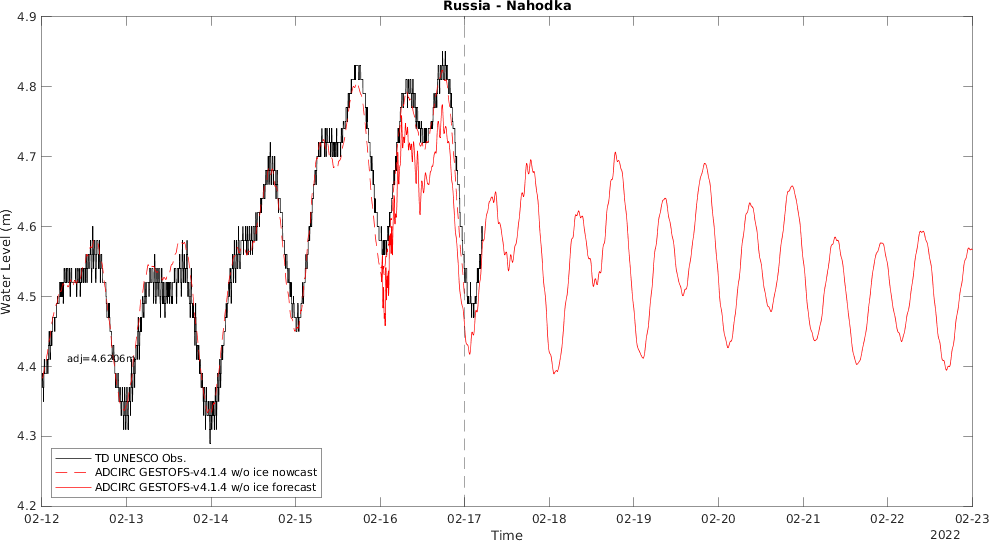 Russia - Nahodka
4.9
4.8
4.7
4.6
4.5
4.4
4.3
4.2
Water Level (m)
adj=4.6206m
TD UNESCO Obs.
ADCIRC GESTOFS-v4.1.4 w/o ice nowcast
ADCIRC GESTOFS-v4.1.4 w/o ice forecast
02-12 02-13 02-14 02-15 02-16 02-17 02-18 02-19 02-20 02-21 02-22 02-23
Time
2022